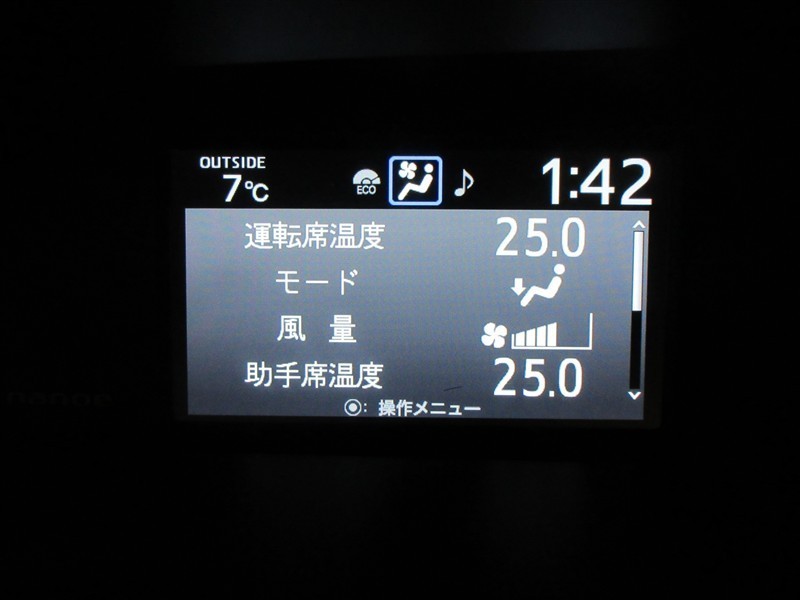 OUTSIDE
7℃ ECO 1:42
運転席温度 25.0
モード
風 量
助手席温度 25.0
◉: 操作メニュー